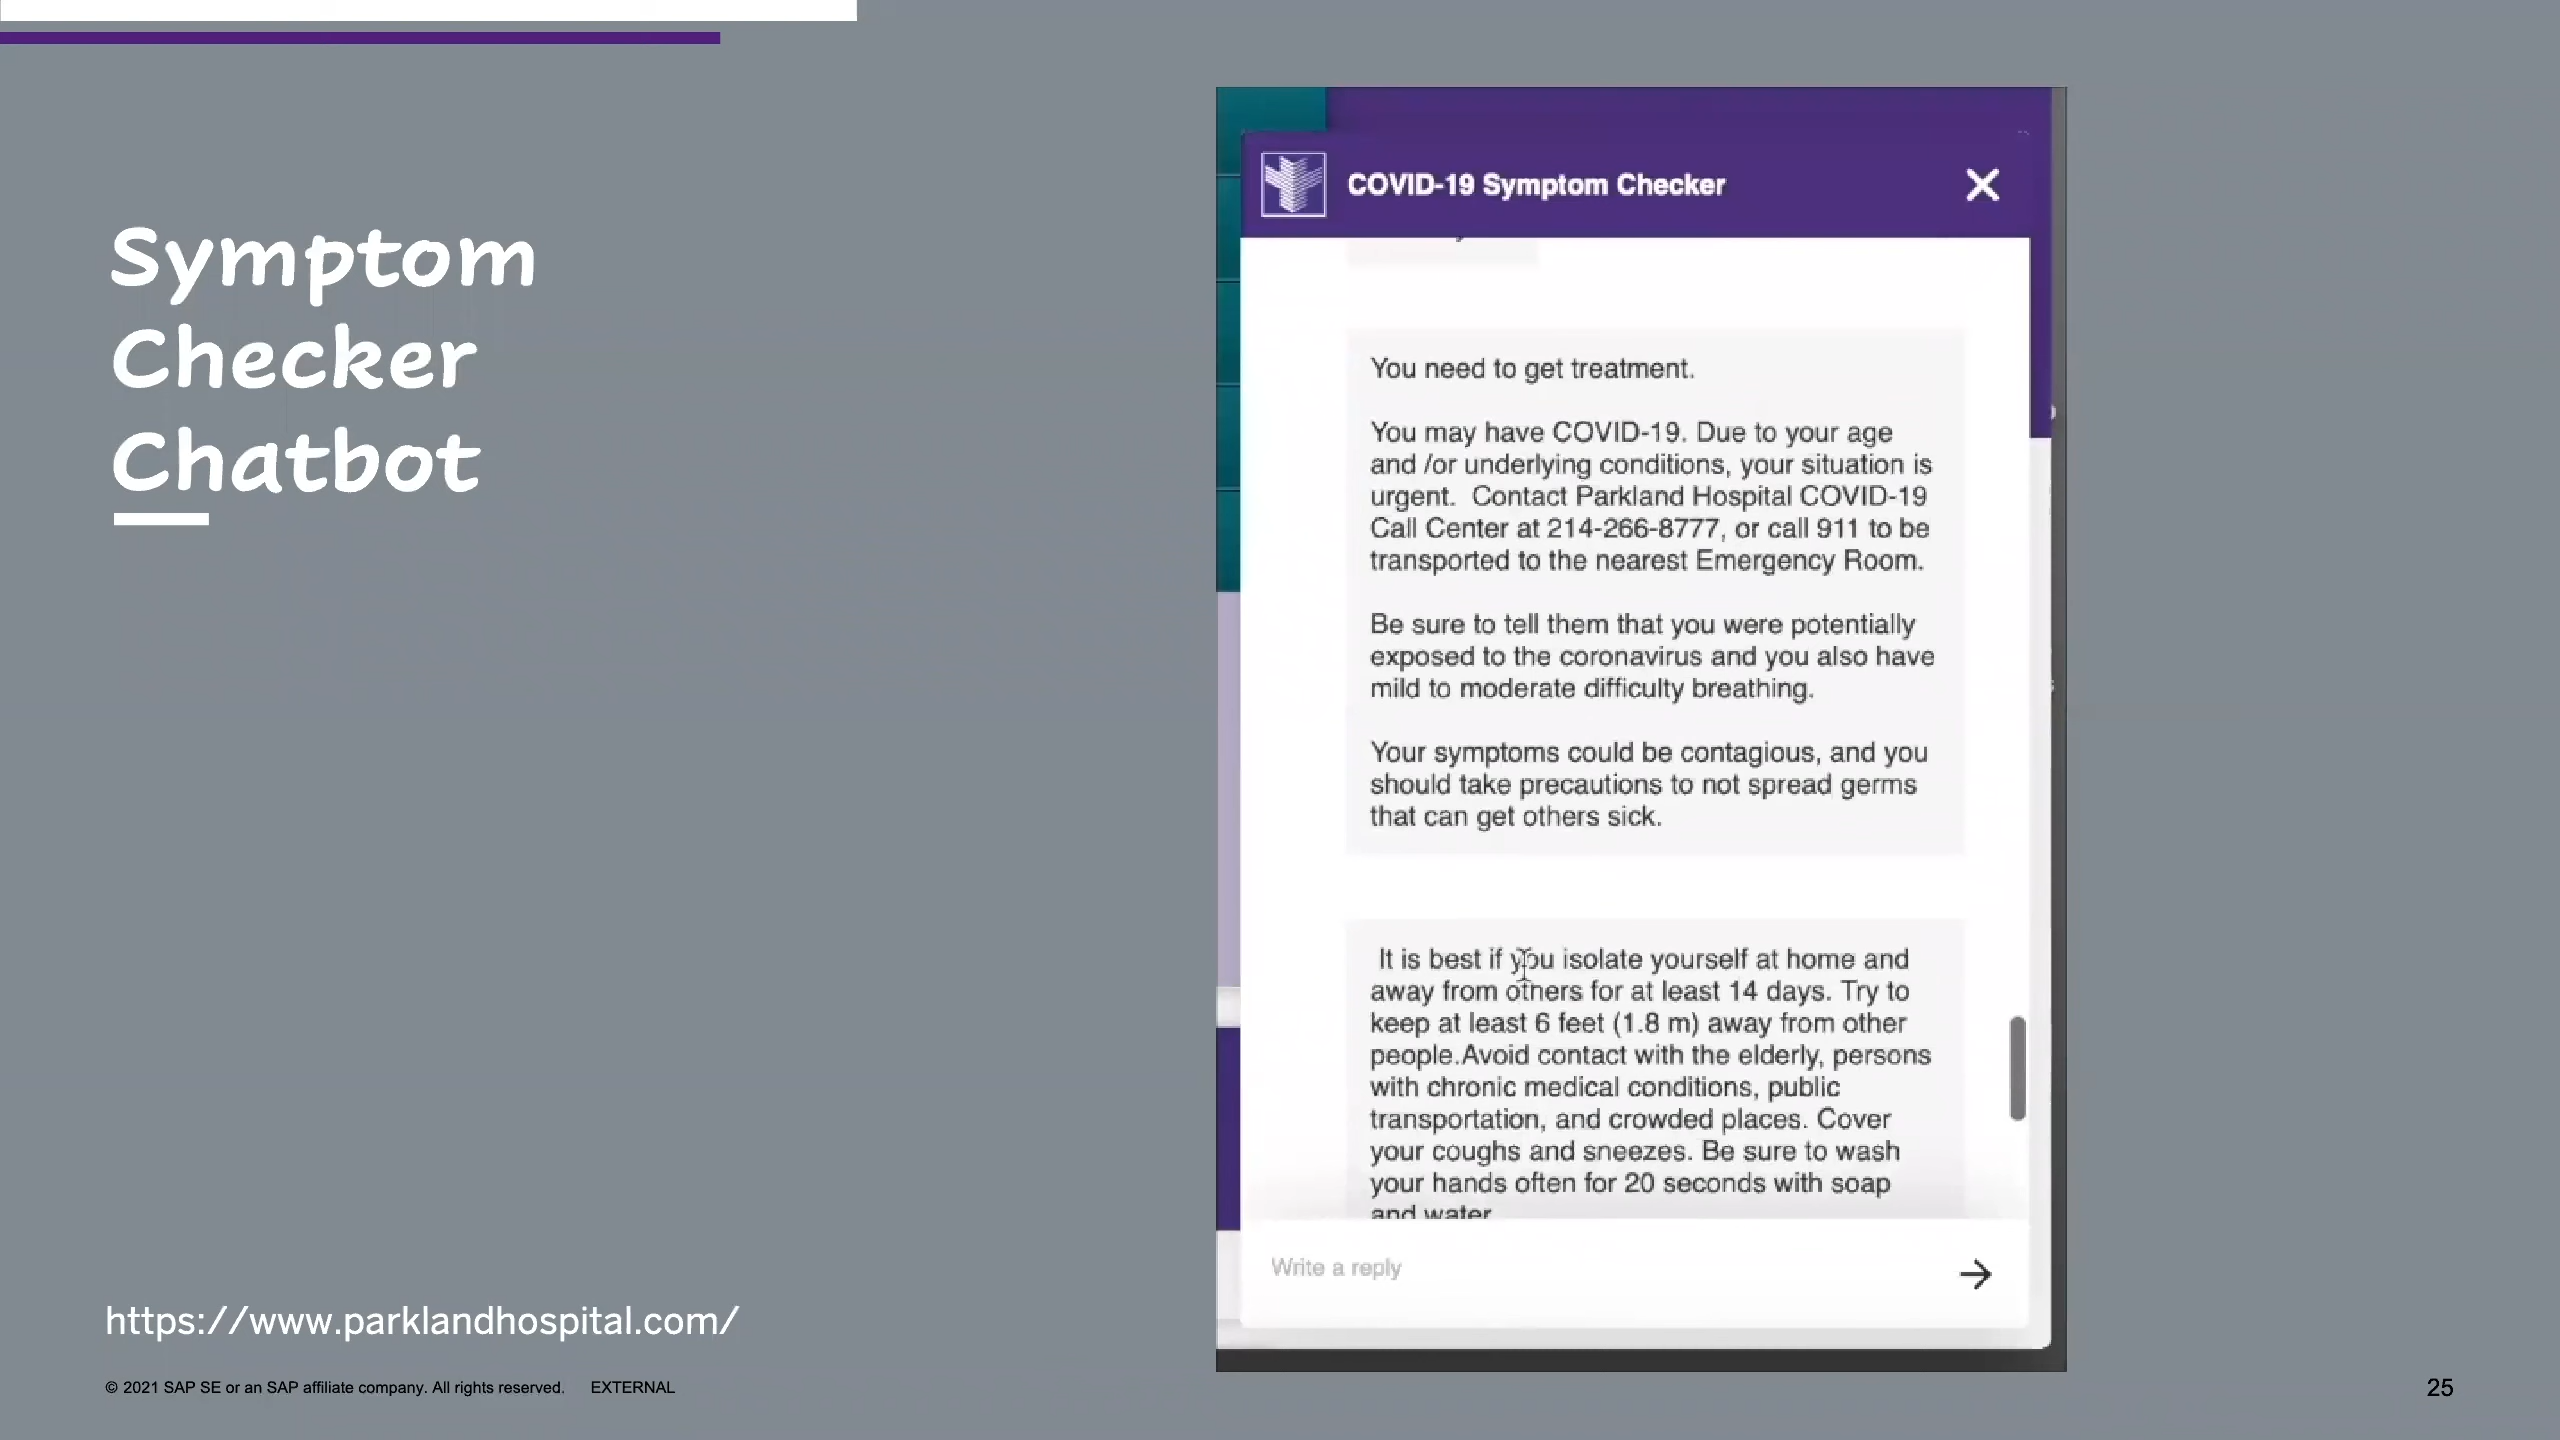 Symptom
Checker
Chatbot
https://www.parklandhospital.com/
© 2021 SAP SE or an SAP affiliate company. All rights reserved. EXTERNAL
COVID-19 Symptom Checker
You need to get treatment.
You may have COVID-19. Due to your age
and /or underlying conditions, your situation is
urgent.  Contact Parkland Hospital COVID-19
Call Center at 214-266-8777, or call 911 to be
transported to the nearest Emergency Room.
Be sure to tell them that you were potentially
exposed to the coronavirus and you also have
mild to moderate difficulty breathing.
Your symptoms could be contagious, and you
should take precautions to not spread germs
that can get others sick.
It is best if you isolate yourself at home and
away from others for at least 14 days. Try to
keep at least 6 feet (1.8 m) away from other
people.Avoid contact with the elderly, persons
with chronic medical conditions, public
transportation, and crowded places. Cover
your coughs and sneezes. Be sure to wash
your hands often for 20 seconds with soap
and water
Write a reply
25